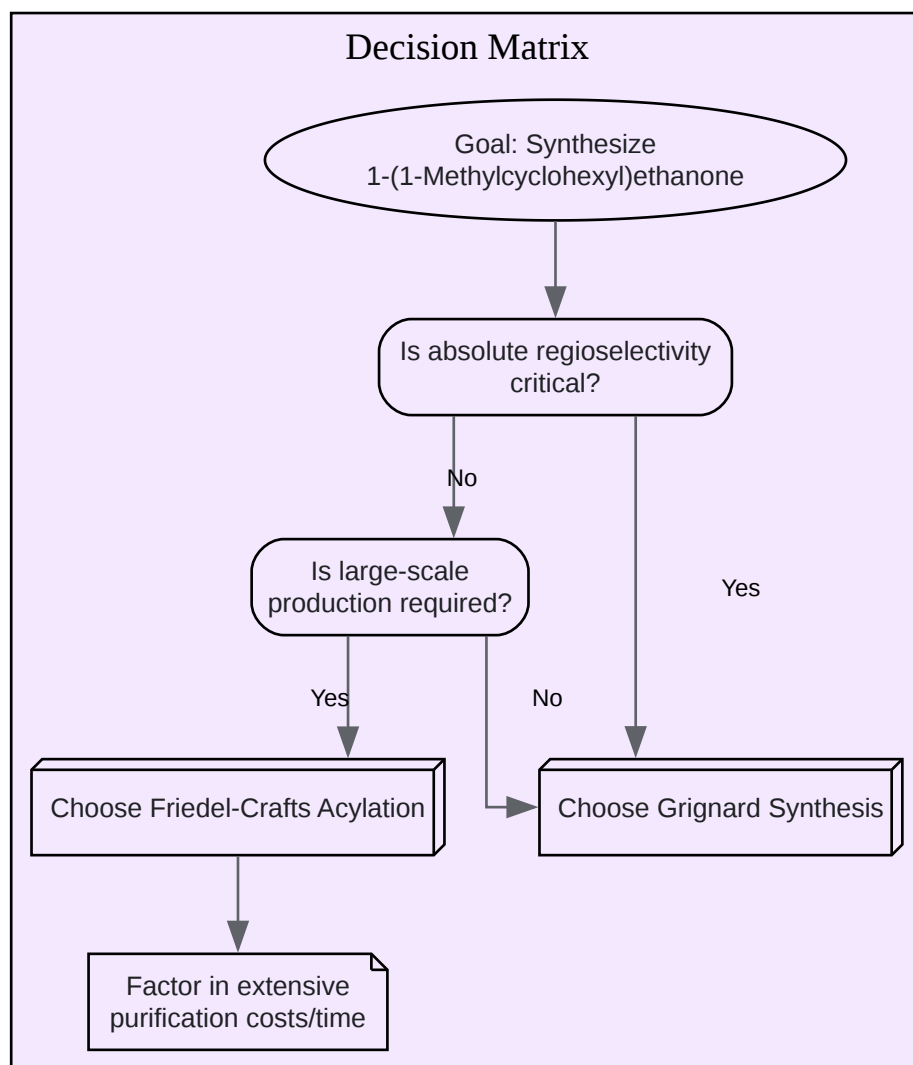 Decision Matrix
Goal: Synthesize
1-(1-Methylcyclohexyl)ethanone
Is absolute regioselectivity
critical?
No
Is large-scale
production required?
Yes
Yes
No
Choose Friedel-Crafts Acylation
Choose Grignard Synthesis
Factor in extensive
purification costs/time